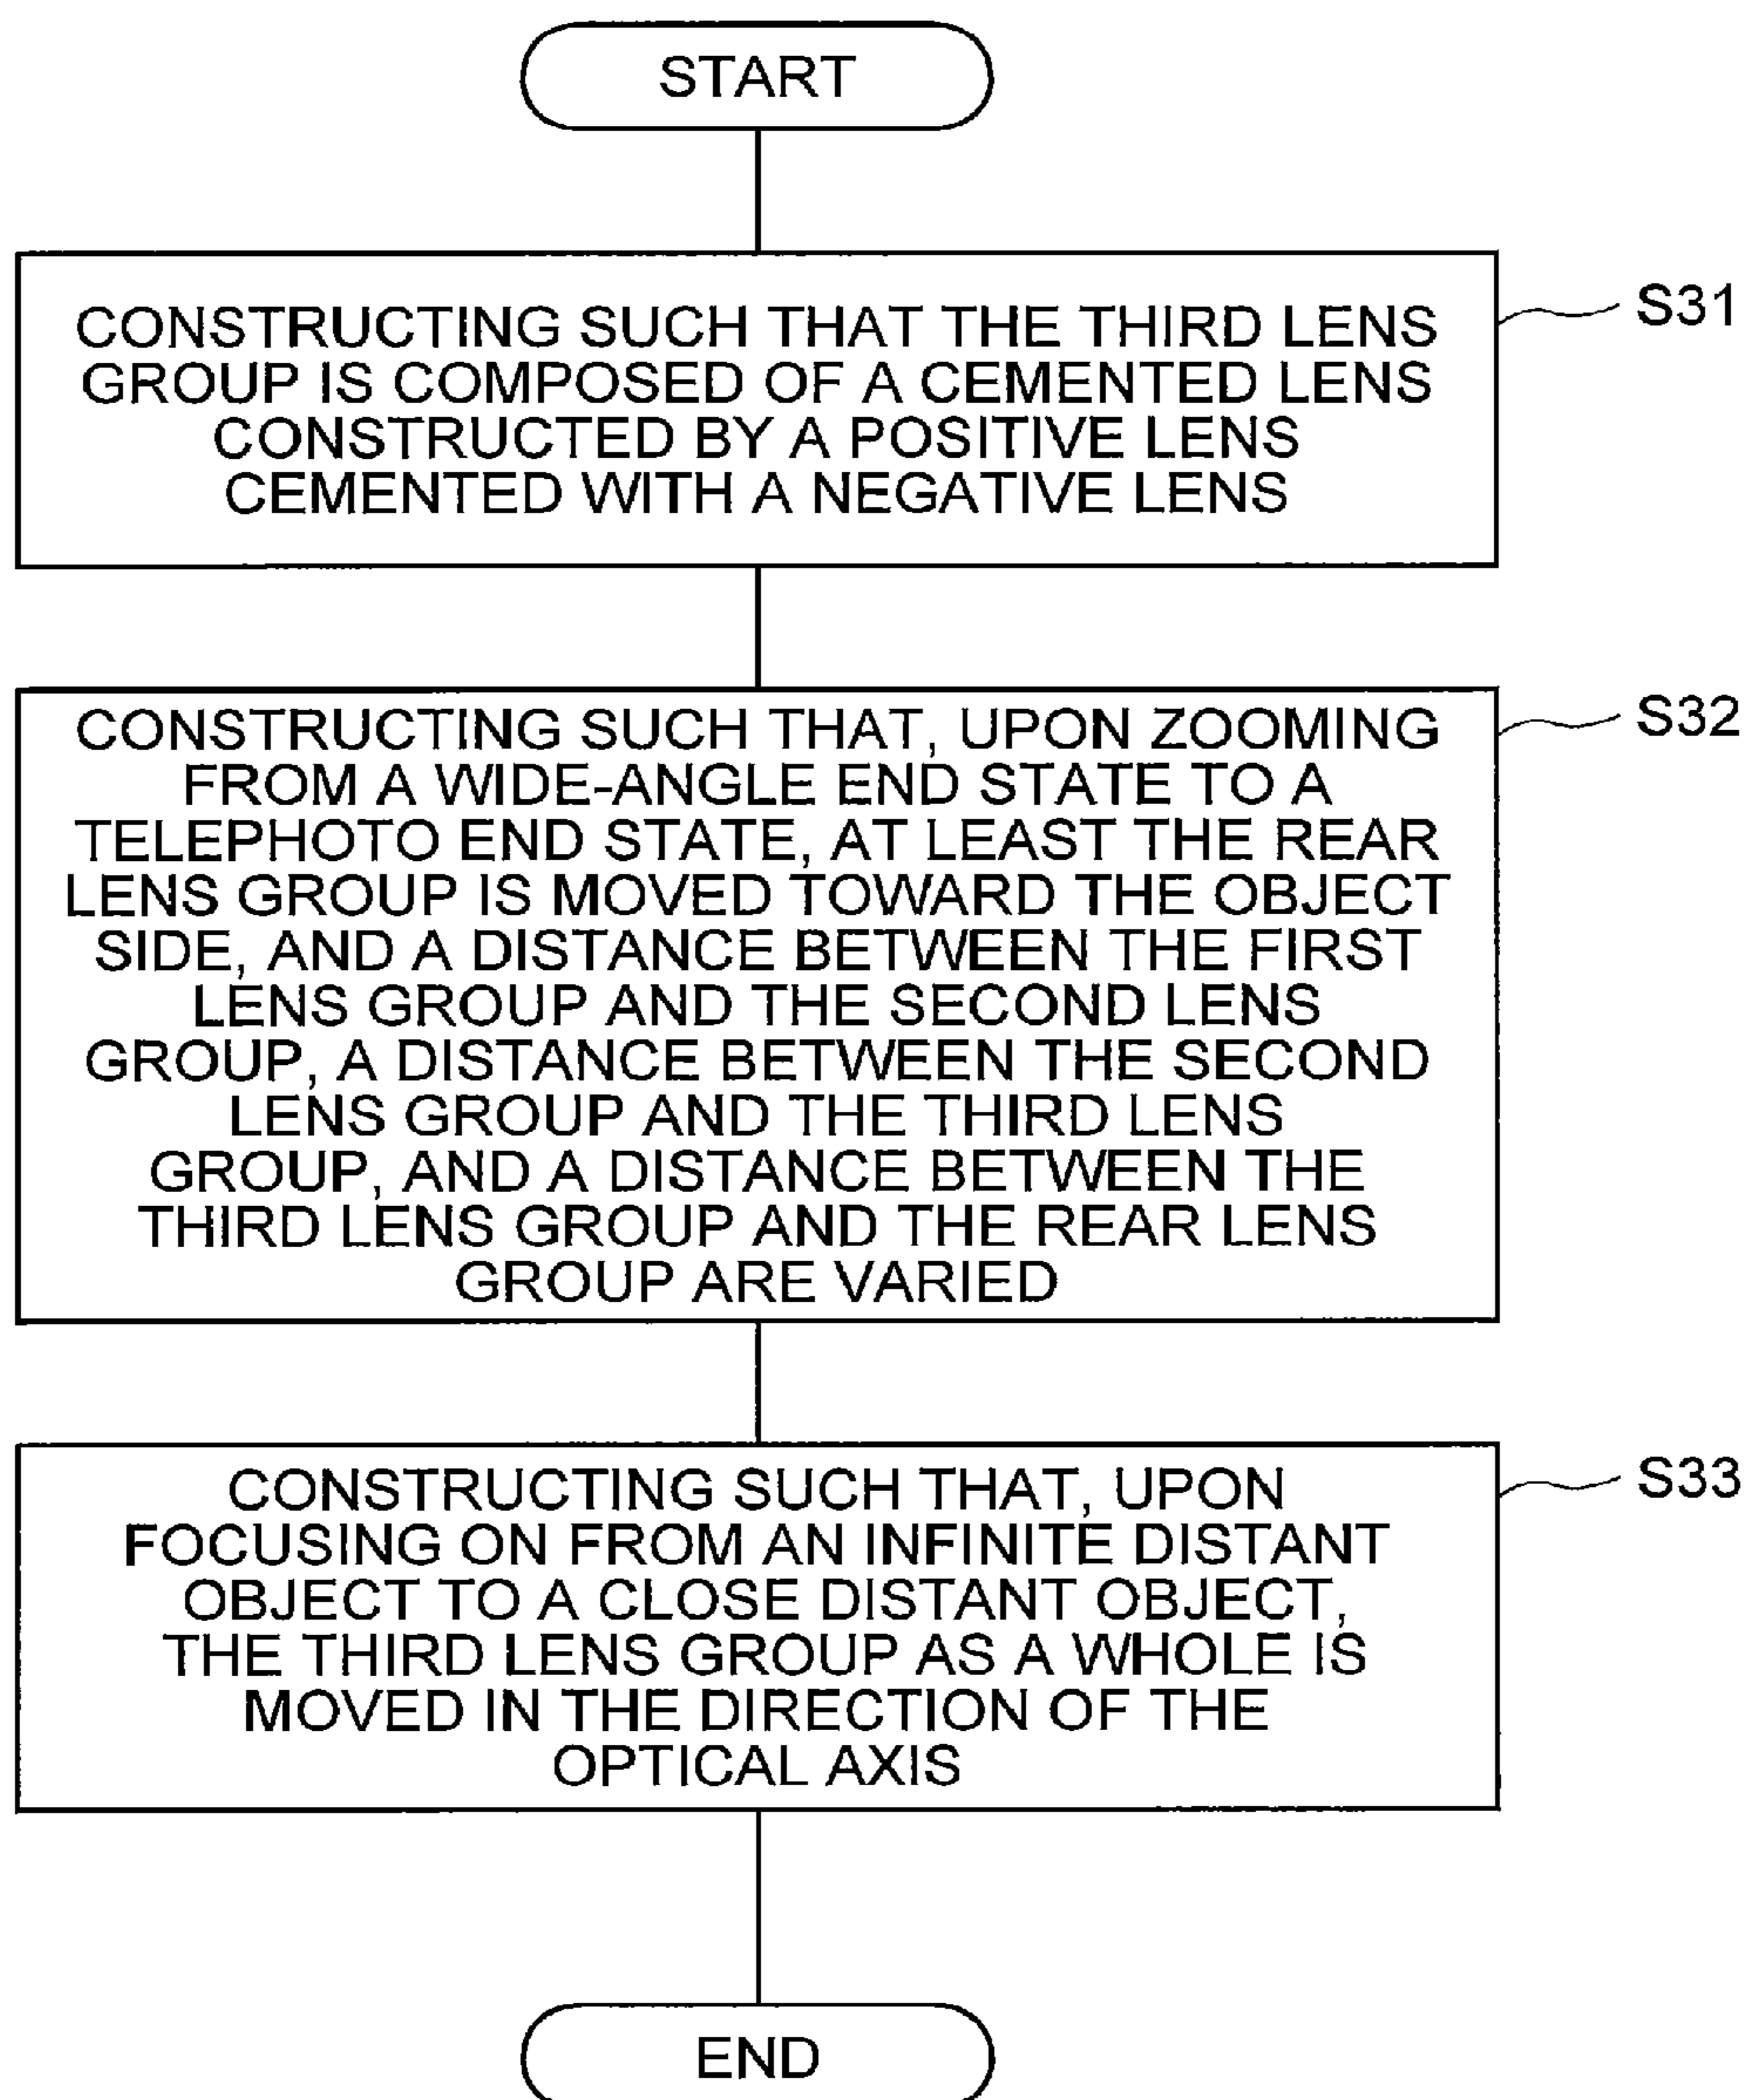 START
CONSTRUCTING SUCH THAT THE THIRD LENS
GROUP IS COMPOSED OF A CEMENTED LENS
CONSTRUCTED BY A POSITIVE LENS
CEMENTED WITH A NEGATIVE LENS
S31
CONSTRUCTING SUCH THAT, UPON ZOOMING
FROM A WIDE-ANGLE END STATE TO A
TELEPHOTO END STATE, AT LEAST THE REAR
LENS GROUP IS MOVED TOWARD THE OBJECT
SIDE, AND A DISTANCE BETWEEN THE FIRST
LENS GROUP AND THE SECOND LENS
GROUP, A DISTANCE BETWEEN THE SECOND
LENS GROUP AND THE THIRD LENS
GROUP, AND A DISTANCE BETWEEN THE
THIRD LENS GROUP AND THE REAR LENS
GROUP ARE VARIED
S32
CONSTRUCTING SUCH THAT, UPON
FOCUSING ON FROM AN INFINITE DISTANT
OBJECT TO A CLOSE DISTANT OBJECT,
THE THIRD LENS GROUP AS A WHOLE IS
MOVED IN THE DIRECTION OF THE
OPTICAL AXIS
S33
END